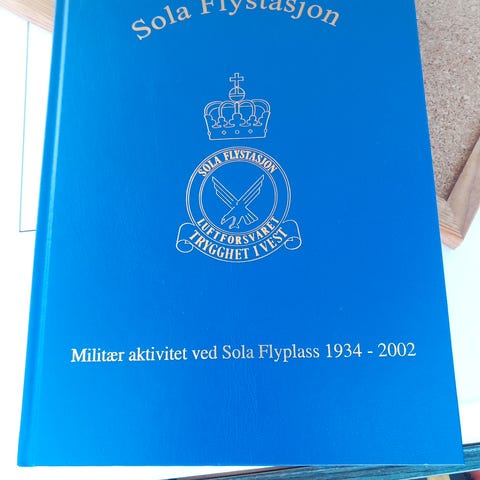 Sola Flystasjon
SOLA FLYSTASJON
LUFTFORSVARET
TRYGGHET I VEST
Militær aktivitet ved Sola Flyplass 1934 - 2002